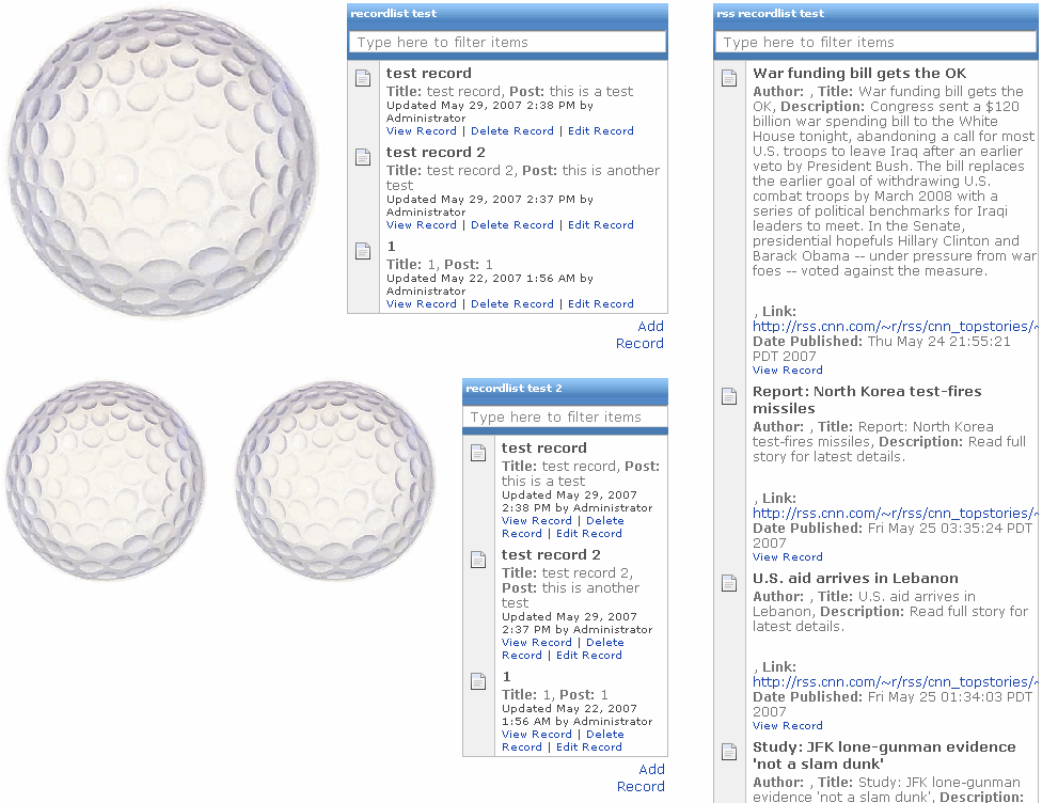 recordlist test
Type here to filter items
test record
Title: test record, Post: this is a test
Updated May 29, 2007 2:38 PM by
Administrator
View Record | Delete Record | Edit Record
test record 2
Title: test record 2, Post: this is another
test
Updated May 29, 2007 2:37 PM by
Administrator
View Record | Delete Record | Edit Record
1
Title: 1, Post: 1
Updated May 22, 2007 1:56 AM by
Administrator
View Record | Delete Record | Edit Record
Add
Record
recordlist test 2
Type here to filter items
test record
Title: test record, Post:
this is a test
Updated May 29, 2007
2:38 PM by Administrator
View Record | Delete
Record | Edit Record
test record 2
Title: test record 2,
Post: this is another
test
Updated May 29, 2007
2:37 PM by Administrator
View Record | Delete
Record | Edit Record
1
Title: 1, Post: 1
Updated May 22, 2007
1:56 AM by Administrator
View Record | Delete
Record | Edit Record
Add
Record
rss recordlist test
Type here to filter items
War funding bill gets the OK
Author: , Title: War funding bill gets the
OK, Description: Congress sent a $120
billion war spending bill to the White
House tonight, abandoning a call for most
U.S. troops to leave Iraq after an earlier
veto by President Bush. The bill replaces
the earlier goal of withdrawing U.S.
combat troops by March 2008 with a
series of political benchmarks for Iraqi
leaders to meet. In the Senate,
presidential hopefuls Hillary Clinton and
Barack Obama -- under pressure from war
foes -- voted against the measure.
, Link:
http://rss.cnn.com/~r/rss/cnn_topstories/~
Date Published: Thu May 24 21:55:21
PDT 2007
View Record
Report: North Korea test-fires
missiles
Author: , Title: Report: North Korea
test-fires missiles, Description: Read full
story for latest details.
, Link:
http://rss.cnn.com/~r/rss/cnn_topstories/~
Date Published: Fri May 25 03:35:24 PDT
2007
View Record
U.S. aid arrives in Lebanon
Author: , Title: U.S. aid arrives in
Lebanon, Description: Read full story for
latest details.
, Link:
http://rss.cnn.com/~r/rss/cnn_topstories/~
Date Published: Fri May 25 01:34:03 PDT
2007
View Record
Study: JFK lone-gunman evidence
'not a slam dunk'
Author: , Title: Study: JFK lone-gunman
evidence 'not a slam dunk', Description: